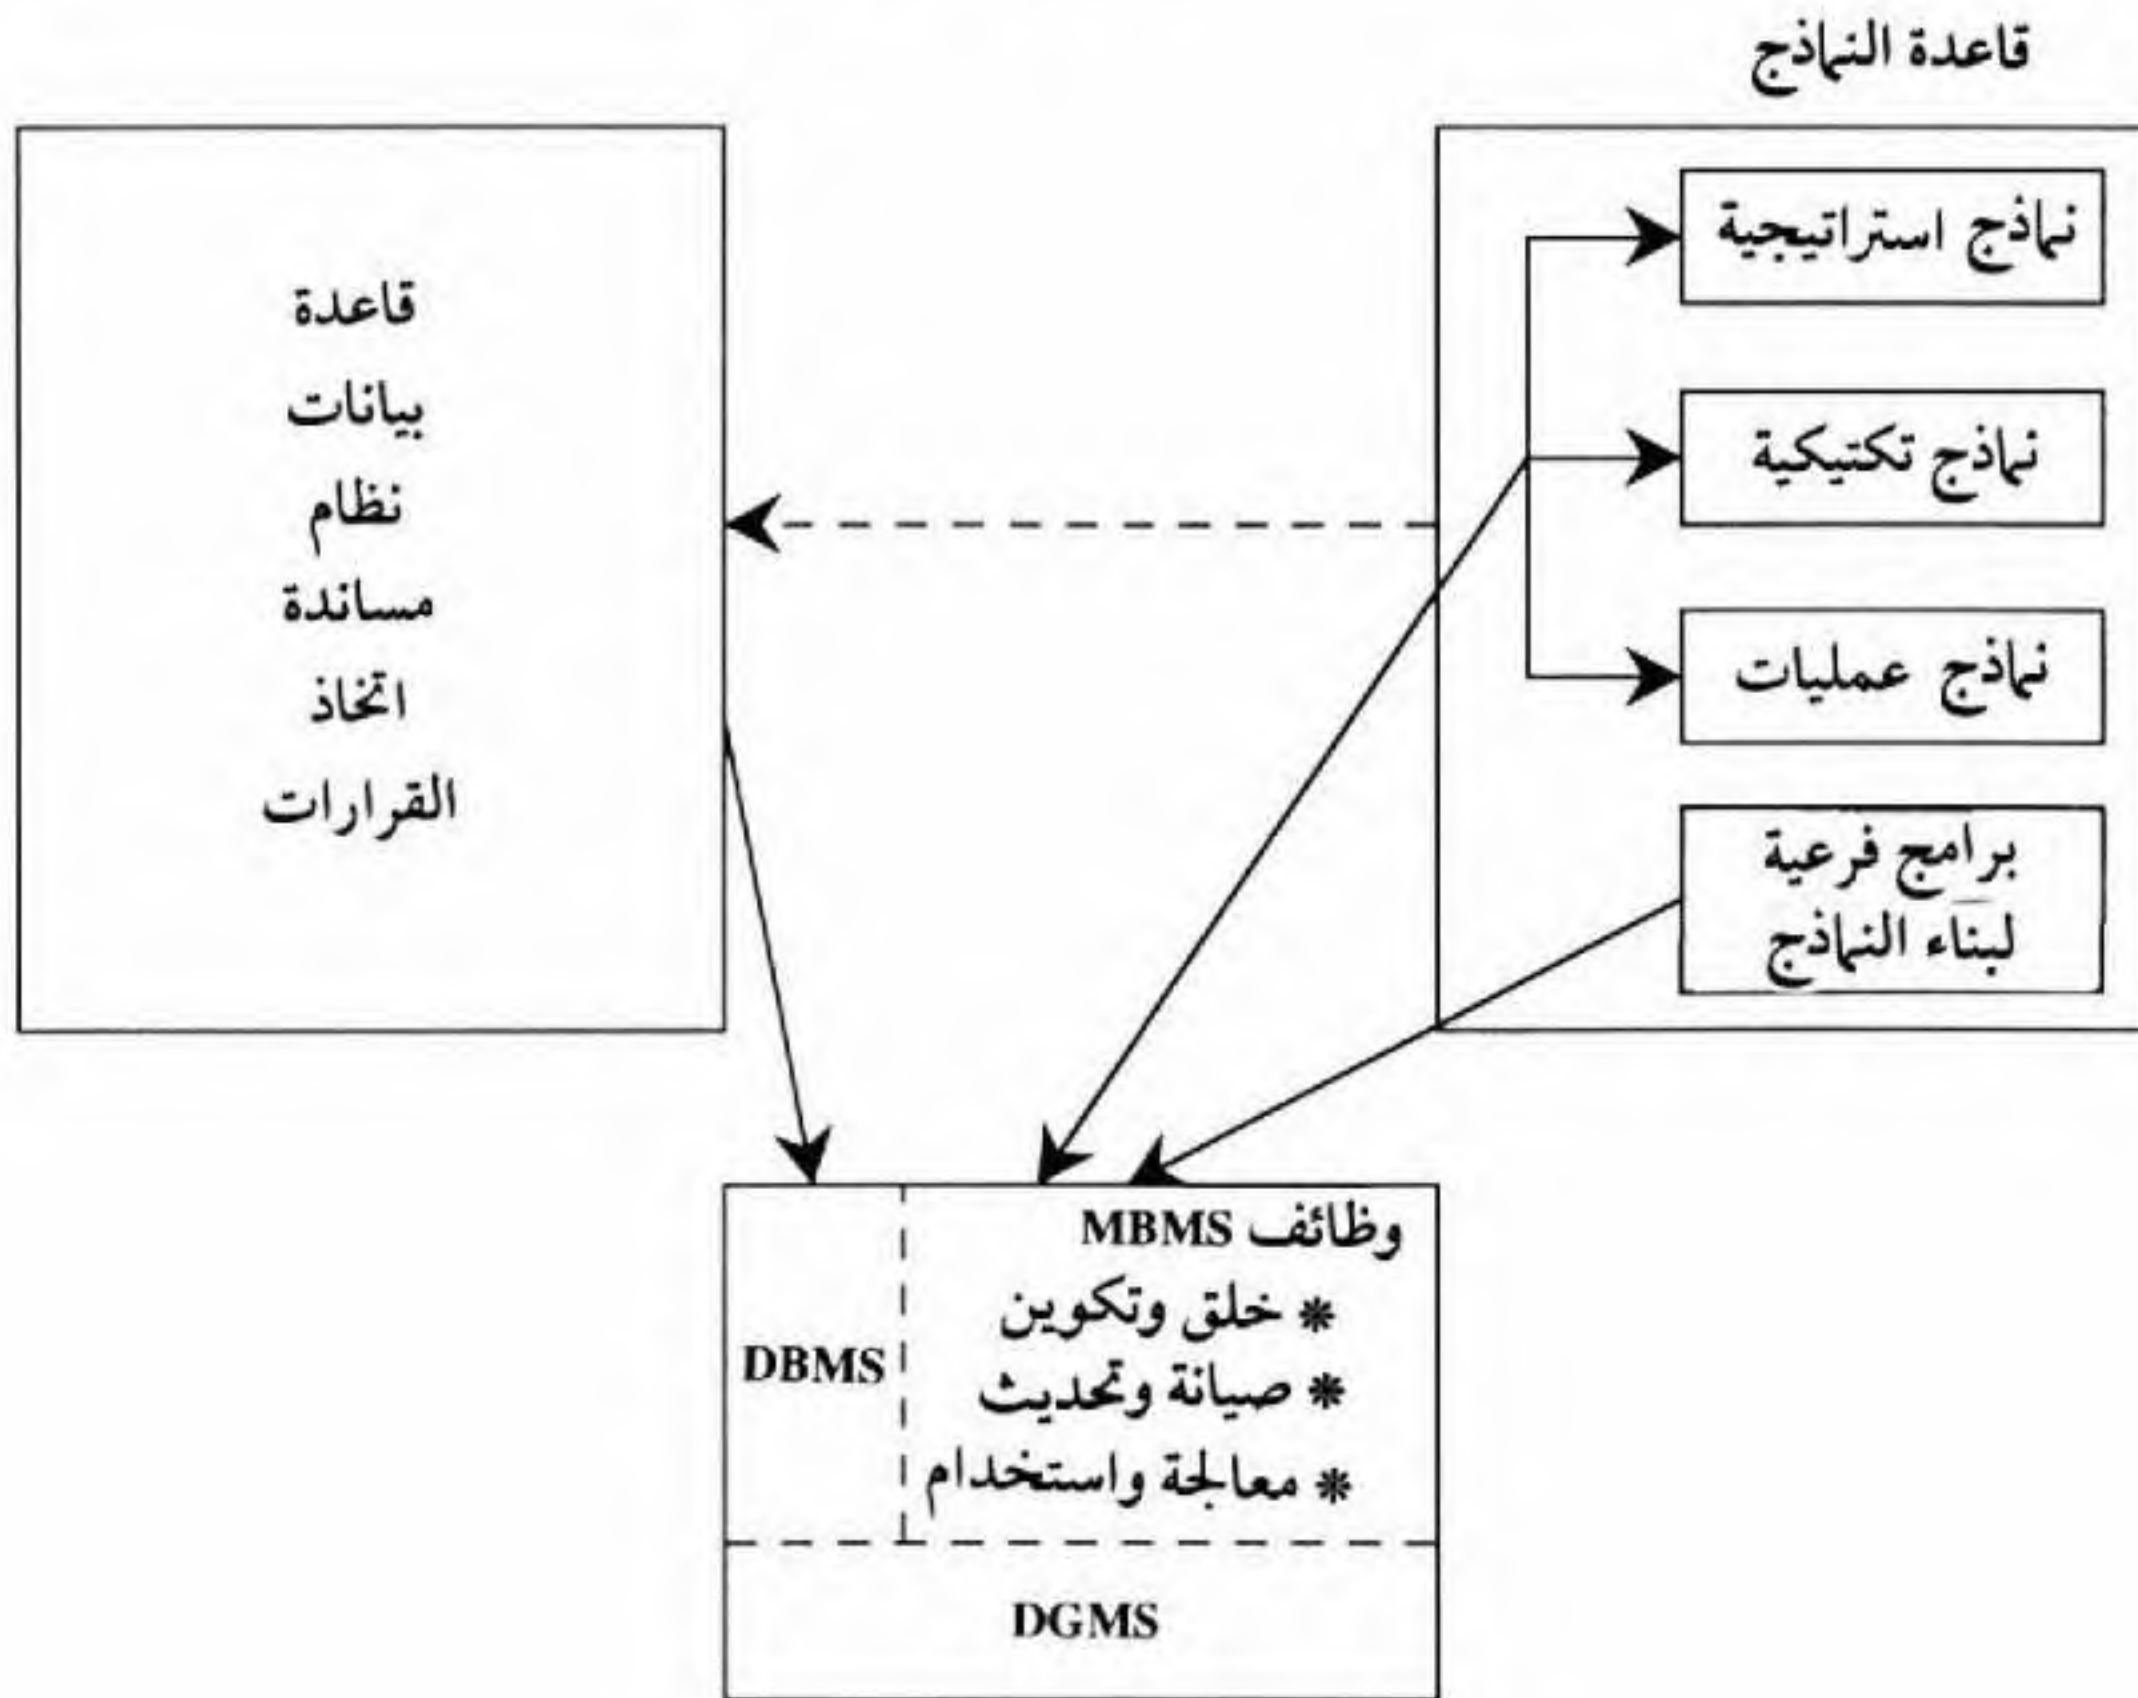 قاعدة النماذج
نماذج استراتيجية
نماذج تكتيكية
نماذج عمليات
برامج فرعية
لبناء النماذج
قاعدة
بيانات
نظام
مساندة
اتخاذ
القرارات
وظائف MBMS
* خلق وتكوين
* صيانة وتحديث
* معالجة واستخدام
DBMS
DGMS